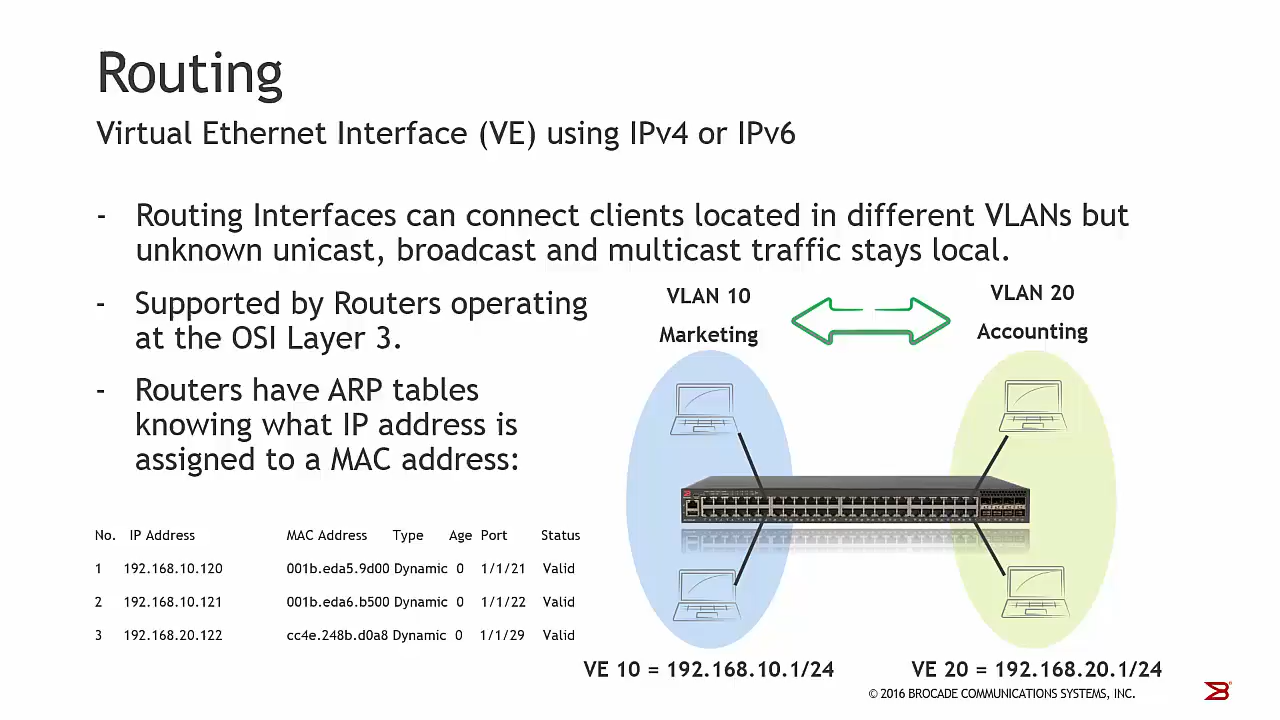 Routing
Virtual Ethernet Interface (VE) using IPv4 or IPv6
- Routing Interfaces can connect clients located in different VLANs but
unknown unicast, broadcast and multicast traffic stays local.
- Supported by Routers operating
at the OSI Layer 3.
- Routers have ARP tables
knowing what IP address is
assigned to a MAC address:
No. IP Address MAC Address Type Age Port Status
1 192.168.10.120 001b.eda5.9d00 Dynamic 0 1/1/21 Valid
2 192.168.10.121 001b.eda6.b500 Dynamic 0 1/1/22 Valid
3 192.168.20.122 cc4e.248b.d0a8 Dynamic 0 1/1/29 Valid
VLAN 10
Marketing
VLAN 20
Accounting
VE 10 = 192.168.10.1/24
VE 20 = 192.168.20.1/24
© 2016 BROCADE COMMUNICATIONS SYSTEMS, INC.